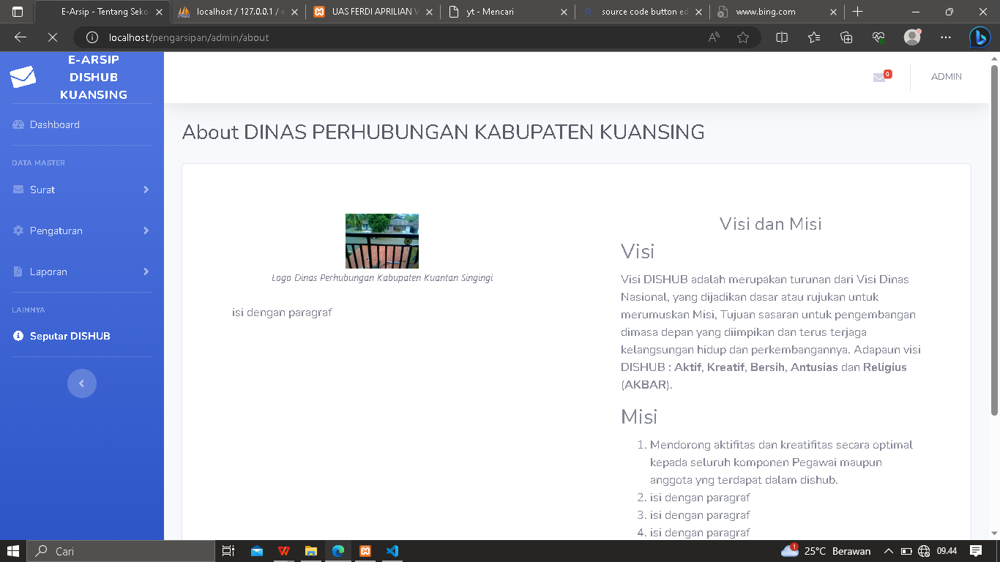 E-Arsip - Tentang Seko
localhost / 127.0.0.1 / e
UAS FERDI APRILIAN V
yt - Mencari
source code button ed
www.bing.com
localhost/pengarsipan/admin/about
E-ARSIP
DISHUB
KUANSING
0
ADMIN
Dashboard
DATA MASTER
Surat
Pengaturan
Laporan
LAINNYA
Seputar DISHUB
About DINAS PERHUBUNGAN KABUPATEN KUANSING
Logo Dinas Perhubungan Kabupaten Kuantan Singingi
isi dengan paragraf
Visi dan Misi
Visi
Visi DISHUB adalah merupakan turunan dari Visi Dinas
Nasional, yang dijadikan dasar atau rujukan untuk
merumuskan Misi, Tujuan sasaran untuk pengembangan
dimasa depan yang diimpikan dan terus terjaga
kelangsungan hidup dan perkembangannya. Adapaun visi
DISHUB : Aktif, Kreatif, Bersih, Antusias dan Religius
(AKBAR).
Misi
1. Mendorong aktifitas dan kreatifitas secara optimal
kepada seluruh komponen Pegawai maupun
anggota yng terdapat dalam dishub.
2. isi dengan paragraf
3. isi dengan paragraf
4. isi dengan paragraf
Cari
1
25°C Berawan
09.44